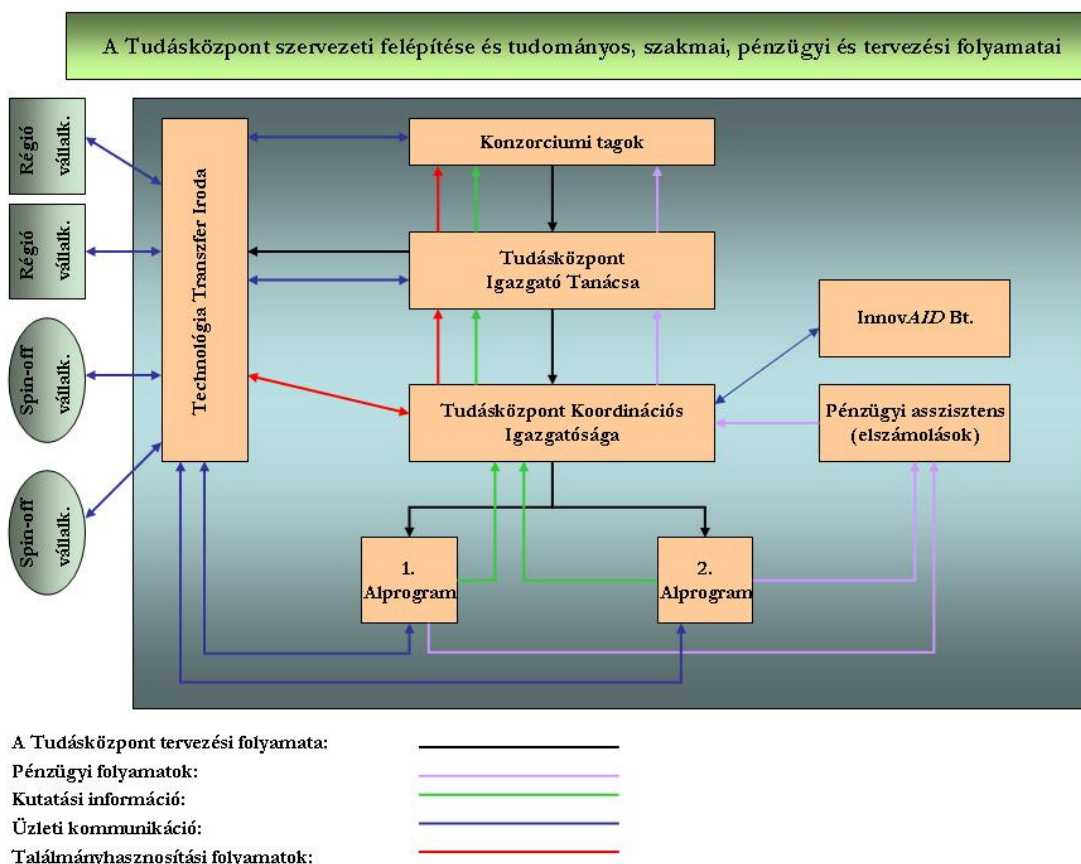 A Tudásközpont szervezeti felépítése és tudományos, szakmai, pénzügyi és tervezési folyamatai
Régió
vállalk.
Régió
vállalk.
Spin-off
vállalk.
Spin-off
vállalk.
Technológia Transzfer Iroda
Konzorciumi tagok
Tudásközpont
Igazgató Tanácsa
InnovAID Bt.
Tudásközpont Koordinációs
Igazgatósága
Pénzügyi asszisztens
(elszámolások)
1.
Alprogram
2.
Alprogram
A Tudásközpont tervezési folyamata:
Pénzügyi folyamatok:
Kutatási információ:
Üzleti kommunikáció:
Találmányhasznosítási folyamatok: